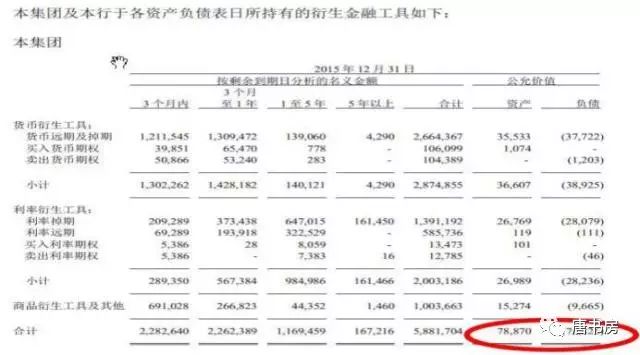 本集团及本行于各资产负债表日所持有的衍生金融工具如下：
本集团
2015年12月31日
按剩余到期日分析的名义金额 公允价值
3个月内 3个月至1年 1至5年 5年以上 合计 资产 负债
货币衍生工具：
货币远期及掉期 1,211,545 1,309,472 139,060 4,290 2,664,367 35,533 (37,722)
买入货币期权 39,851 65,470 778 - 106,099 1,074 -
卖出货币期权 50,866 53,240 283 - 104,389 - (1,203)
小计 1,302,262 1,428,182 140,121 4,290 2,874,855 36,607 (38,925)
利率衍生工具：
利率掉期 209,289 373,438 647,015 161,450 1,391,192 26,769 (28,079)
利率远期 69,289 193,918 322,529 - 585,736 119 (111)
买入利率期权 5,386 28 8,059 - 13,473 101 -
卖出利率期权 5,386 - 7,383 16 12,785 - (46)
小计 289,350 567,384 984,986 161,466 2,003,186 26,989 (28,236)
商品衍生工具及其他 691,028 266,823 44,352 1,460 1,003,663 15,274 (9,665)
合计 2,282,640 2,262,389 1,169,459 167,216 5,881,704 78,870
唐书房